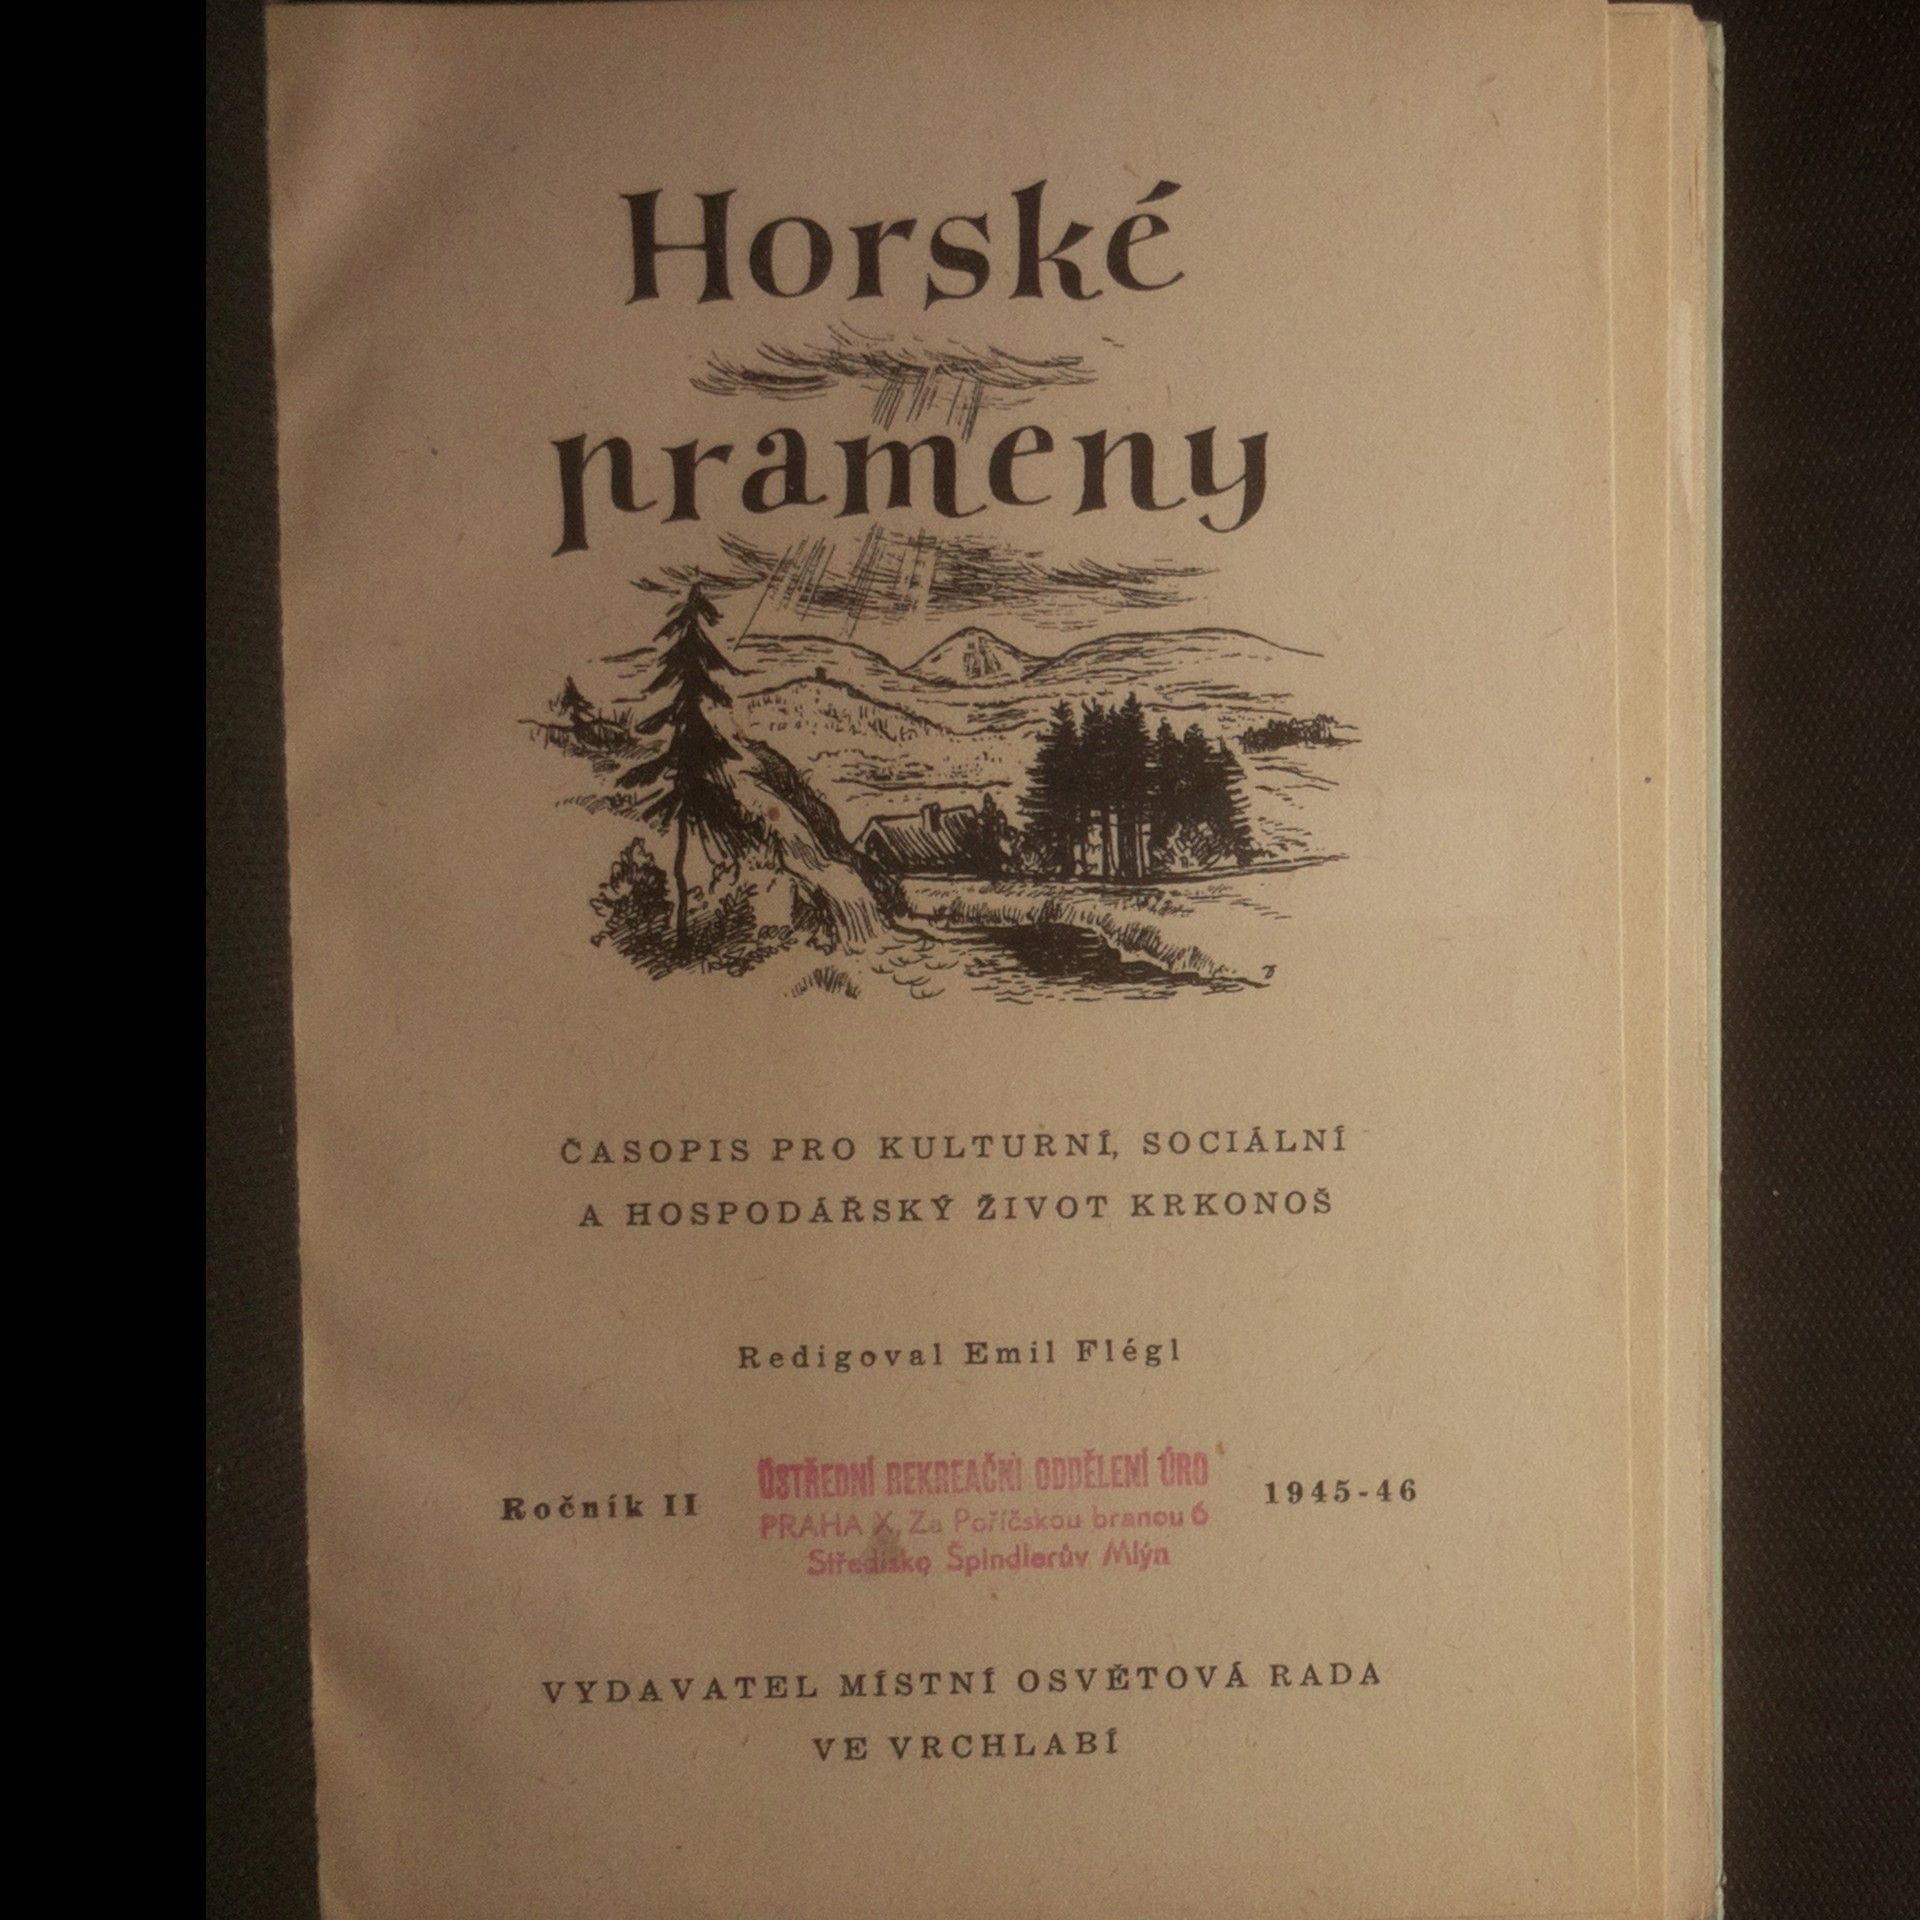 Horské
prameny
ČASOPIS PRO KULTURNÍ, SOCIÁLNÍ
A HOSPODÁŘSKÝ ŽIVOT KRKONOŠ
Redigoval Emil Flégl
Ročník II
ÚSTŘEDNÍ REKREAČNI ODDĚLENÍ ÚRO
PRAHA X, Za Poříčskou branou 6
Středisko Špindlerův Mlýn
1945-46
VYDAVATEL MÍSTNÍ OSVĚTOVÁ RADA
VE VRCHLABÍ